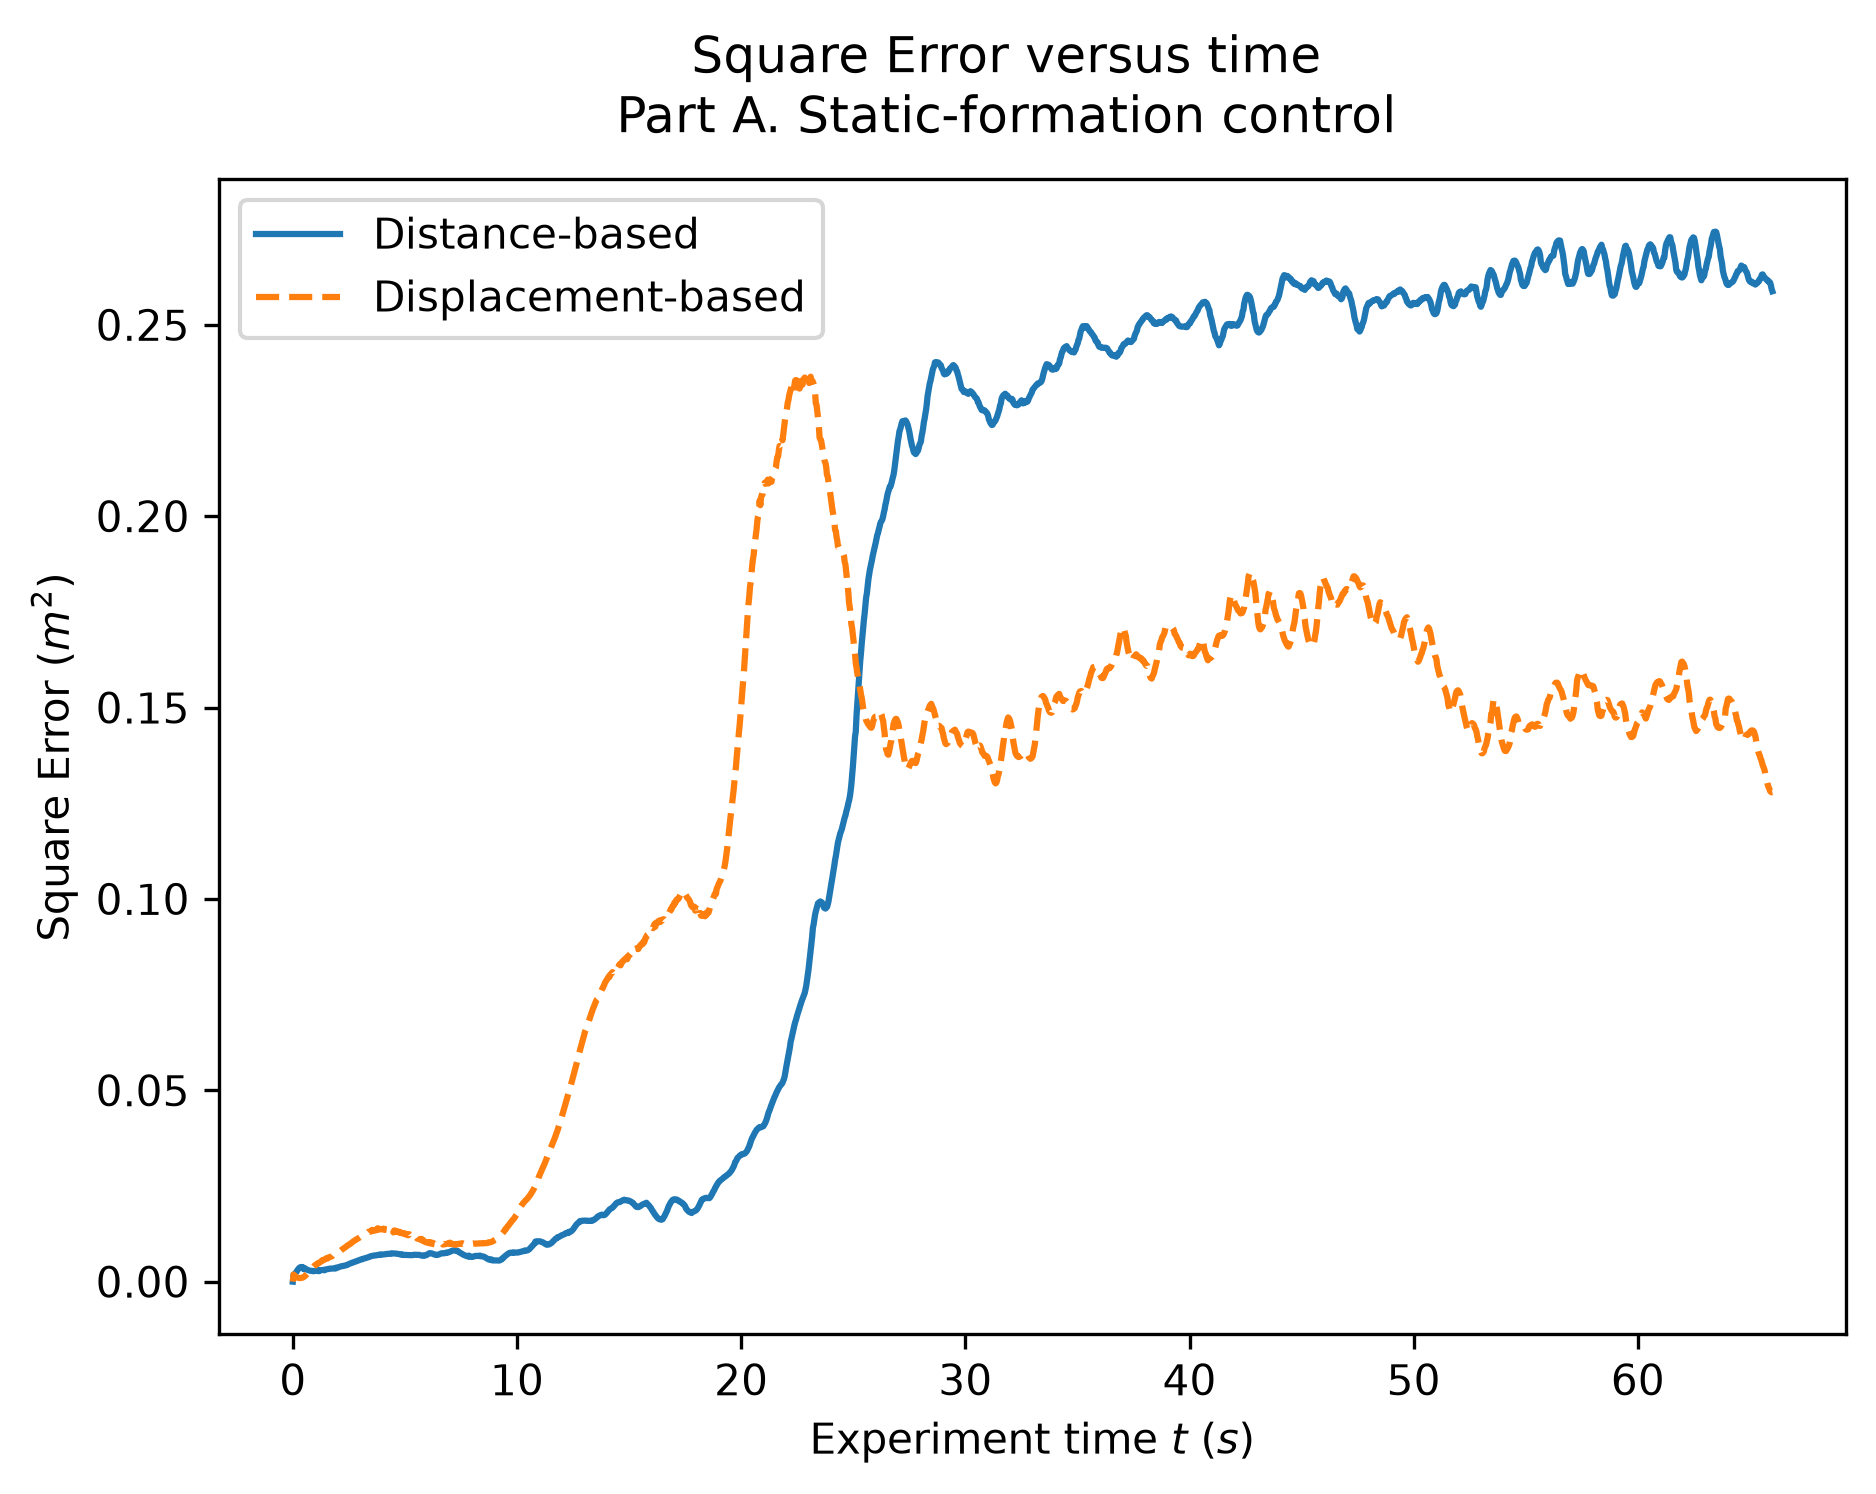 Square Error versus time
Part A. Static-formation control
Distance-based
Displacement-based
0.25
0.20
0.15
0.10
0.05
0.00
Square Error (m²)
0 10 20 30 40 50 60
Experiment time t (s)